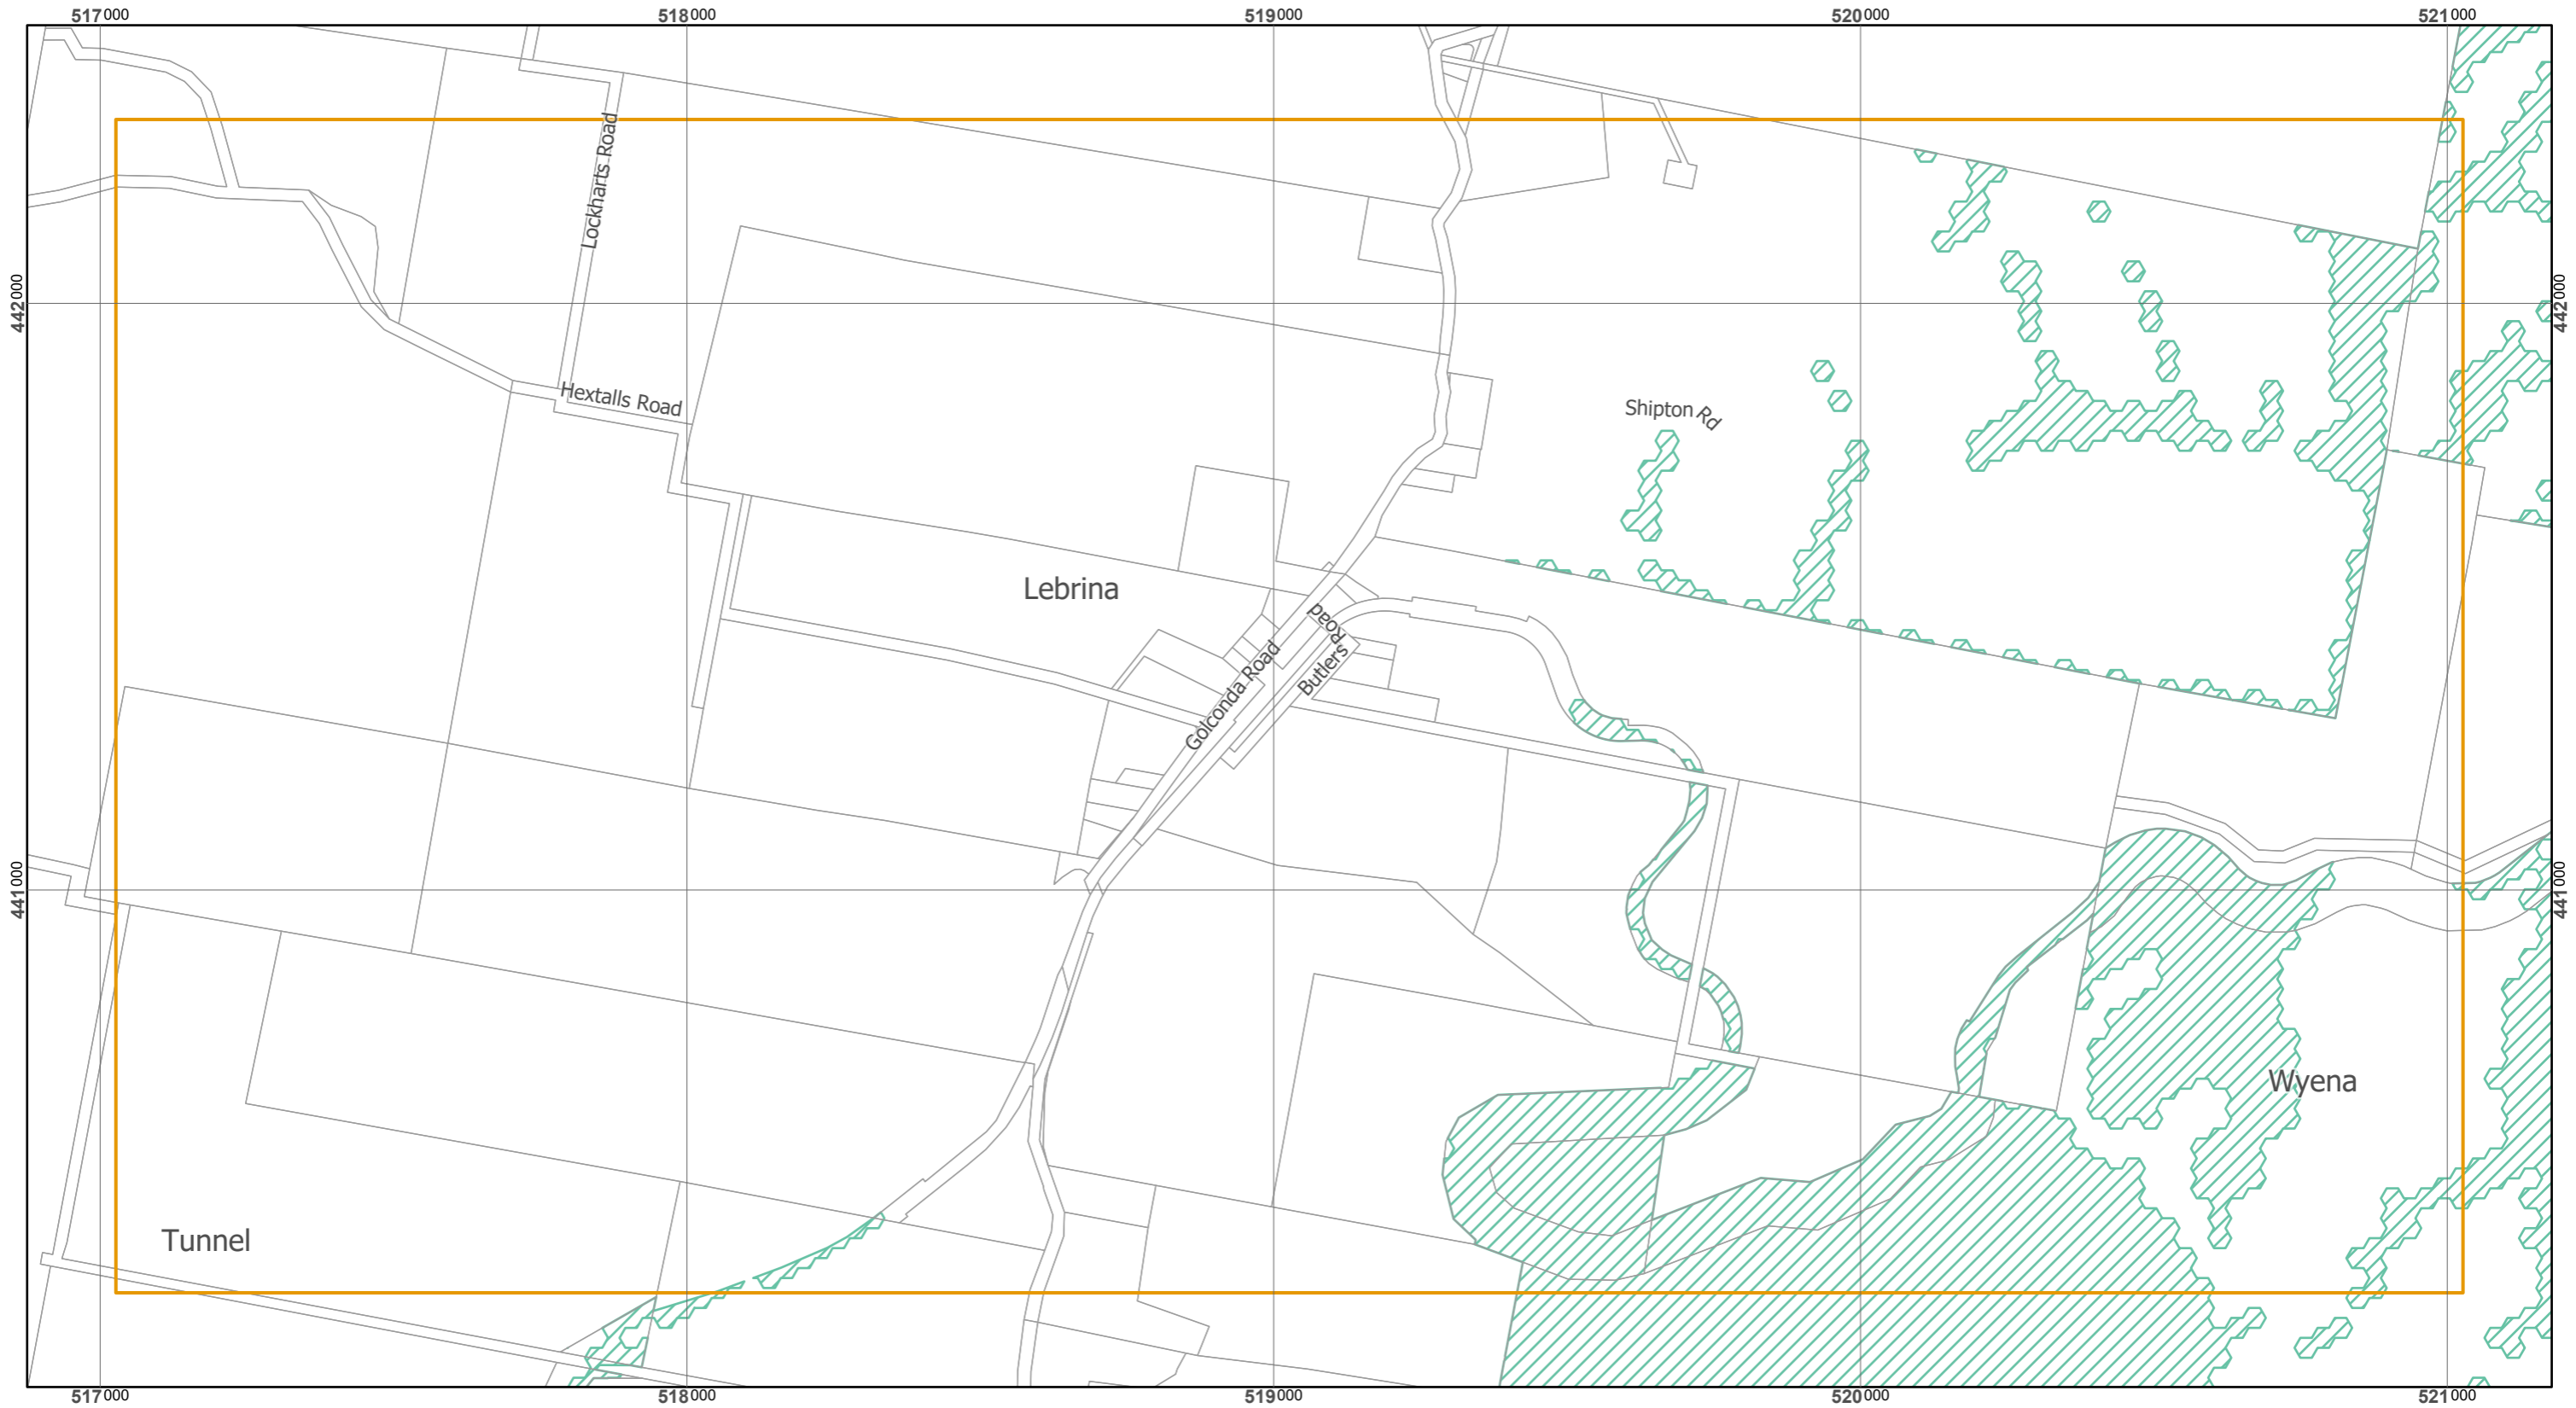 517000 518000 519000 520000 521000
Lockharts Road
442000 442000
Hextalls Road
Shipton Rd
Lebrina
Butlers Road
Golconda Road
441000 441000
Wyena
Tunnel
517000 518000 519000 520000 521000